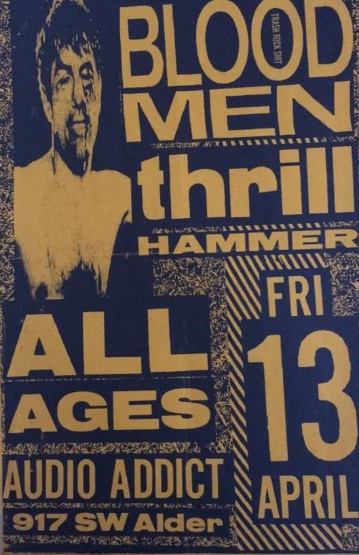 BLOOD
TRASH ROCK SHIT
MEN
thrill
HAMMER
FRI
13
APRIL
ALL
AGES
AUDIO ADDICT
917 SW Alder